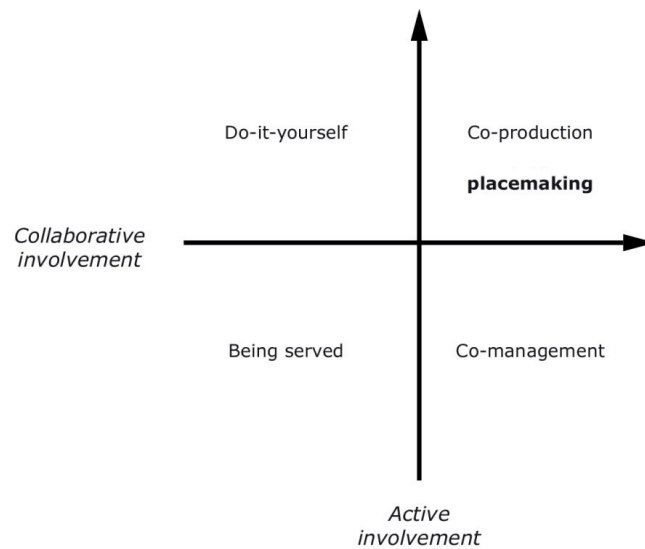 Do-it-yourself
Co-production
placemaking
Collaborative
involvement
Being served
Co-management
Active
involvement